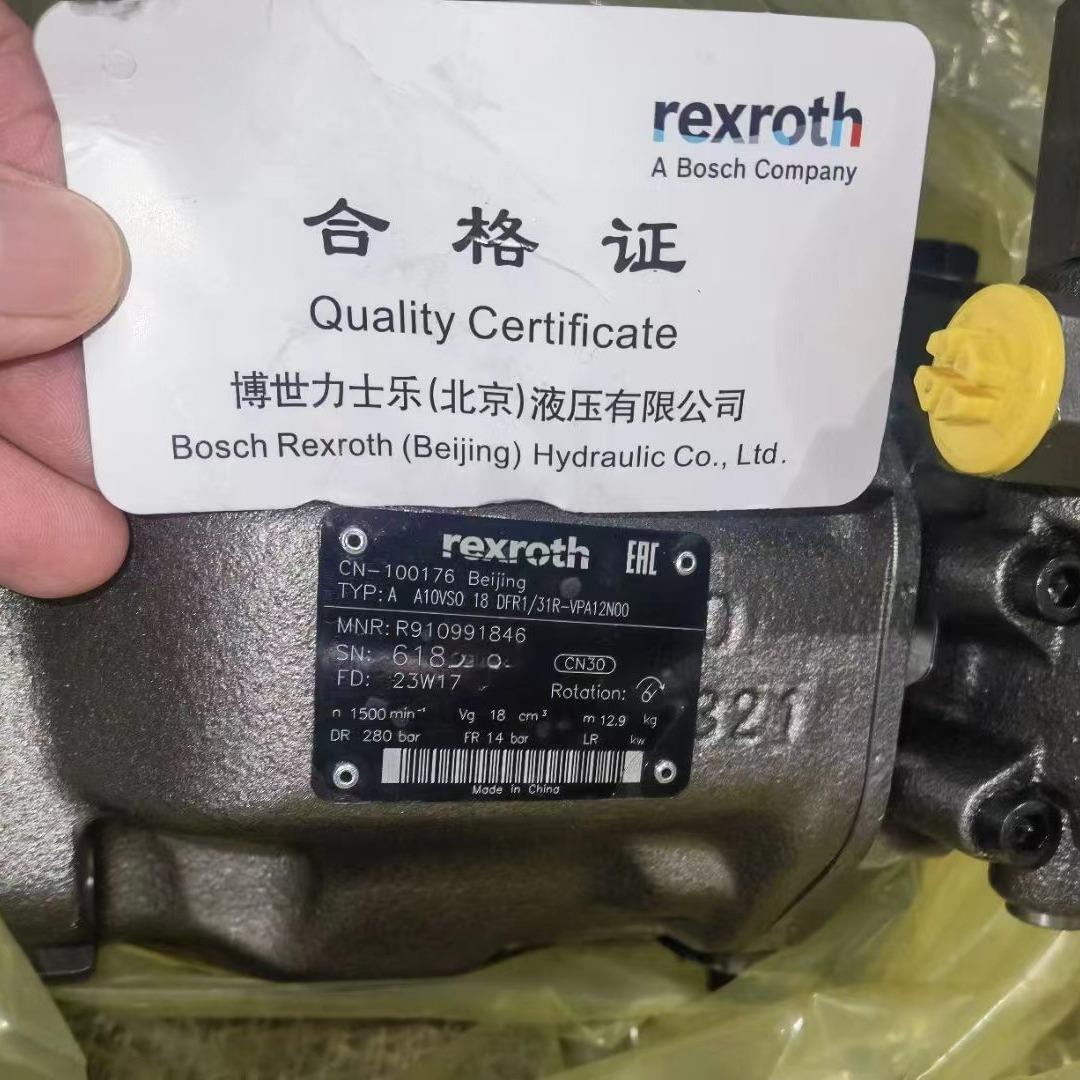 rexroth
A Bosch Company
合格证
Quality Certificate
博世力士乐(北京)液压有限公司
Bosch Rexroth (Beijing) Hydraulic Co., Ltd.
rexroth EAC
CN-100176 Beijing
TYP: A A10VSO 18 DFR1/31R-VPA12N00
MNR: R910991846
SN: CN30
FD: 23W17 Rotation:
n 1500 min⁻¹ Vg 18 cm³ m 12.9 kg
DR 280 bar FR 14 bar LR kw
Made in China
321